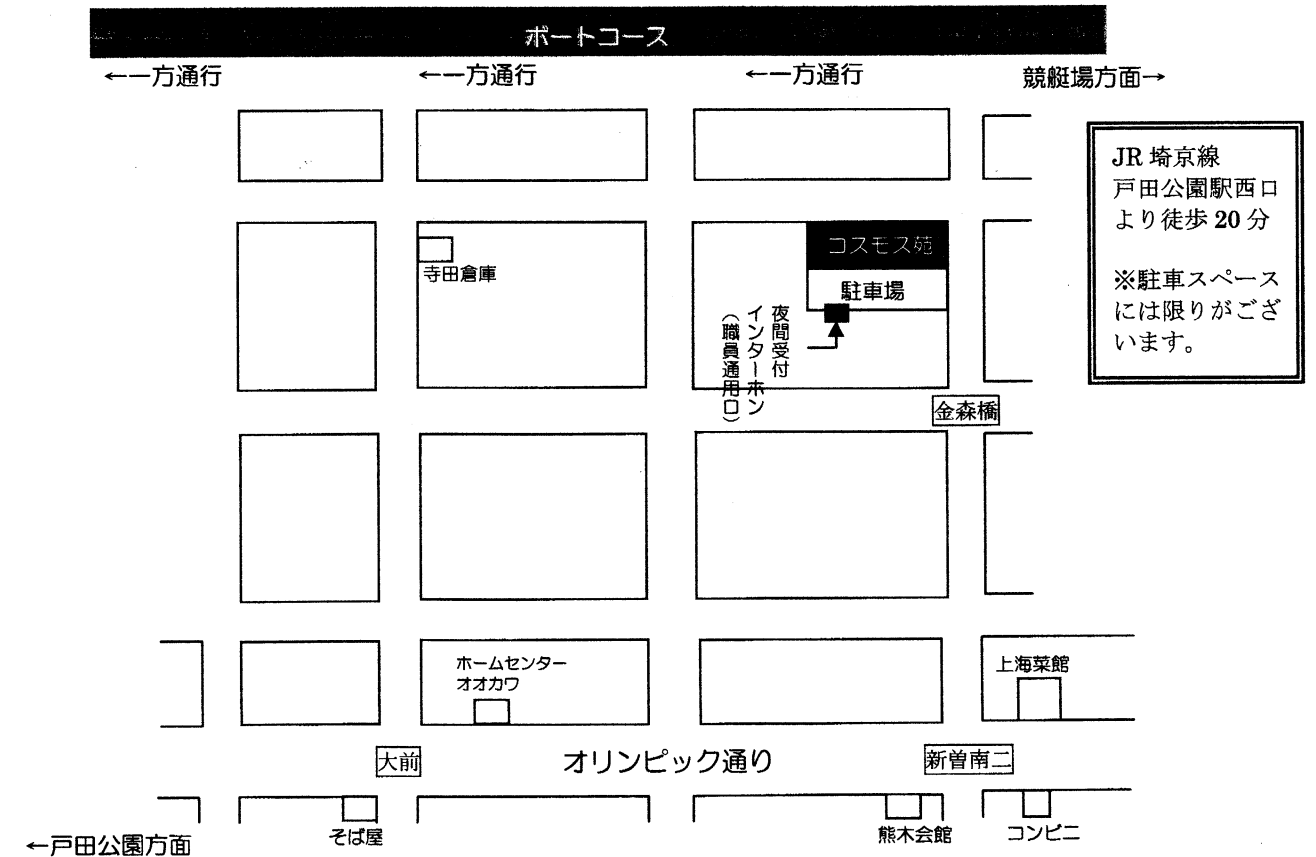 ボートコース
←一方通行
←一方通行
←一方通行
競艇場方面→
JR 埼京線
戸田公園駅西口
より徒歩 20 分
※駐車スペース
には限りがござ
います。
コスモス苑
駐車場
寺田倉庫
夜間受付
インターホン
（職員通用口）
金森橋
ホームセンター
オオカワ
上海菜館
大前
オリンピック通り
新曽南二
そば屋
熊木会館
コンビニ
←戸田公園方面